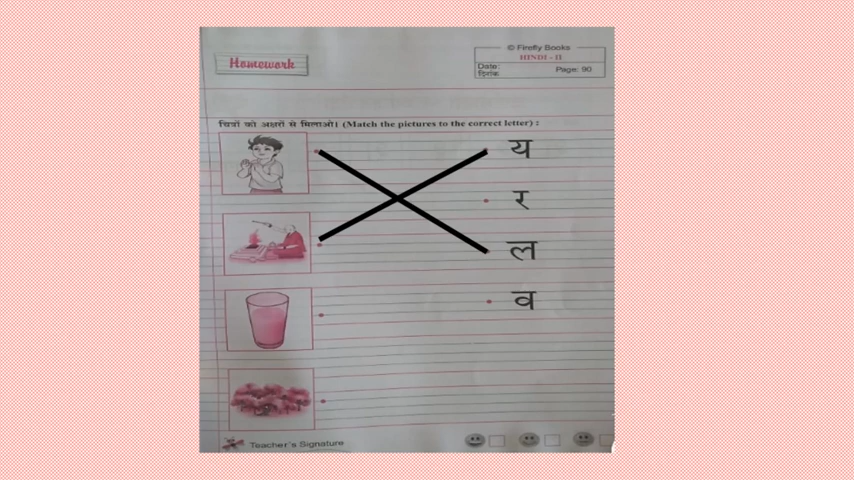 © Firefly Books
Homework
HINDI - II
Date:
दिनांक
Page: 90
चित्रों को अक्षरों से मिलाओ। (Match the pictures to the correct letter) :
य
र
ल
व
Teacher's Signature